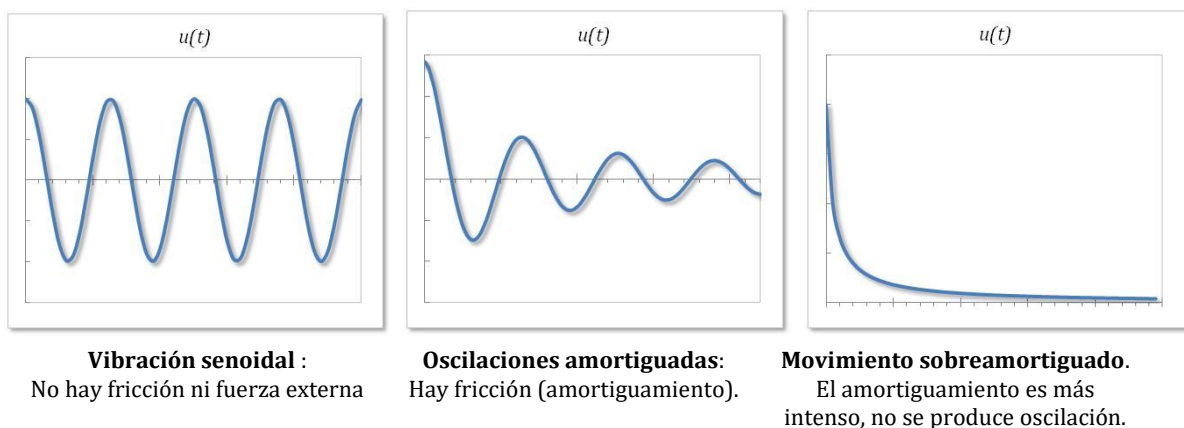 u(t)
u(t)
u(t)
Vibración senoidal :
No hay fricción ni fuerza externa
Oscilaciones amortiguadas:
Hay fricción (amortiguamiento).
Movimiento sobreamortiguado.
El amortiguamiento es más
intenso, no se produce oscilación.